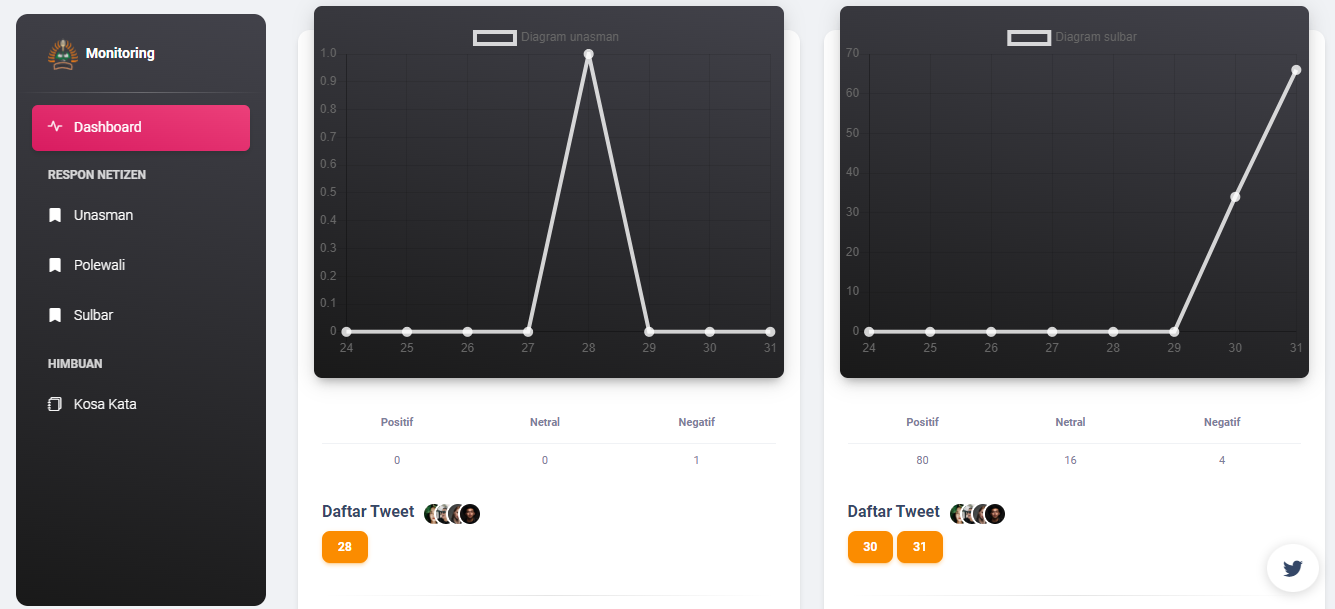 Monitoring
Dashboard
RESPON NETIZEN
Unasman
Polewali
Sulbar
HIMBUAN
Kosa Kata
Diagram unasman
1.0
0.9
0.8
0.7
0.6
0.5
0.4
0.3
0.2
0.1
0
24 25 26 27 28 29 30 31
Positif Netral Negatif
0 0 1
Daftar Tweet
28
Diagram sulbar
70
60
50
40
30
20
10
0
24 25 26 27 28 29 30 31
Positif Netral Negatif
80 16 4
Daftar Tweet
30 31